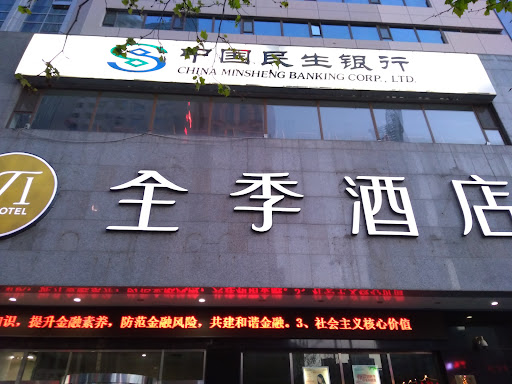 中国民生银行
CHINA MINSHENG BANKING CORP., LTD.
JI
HOTEL
全季酒店
识，提升金融素养，防范金融风险，共建和谐金融。3、社会主义核心价值